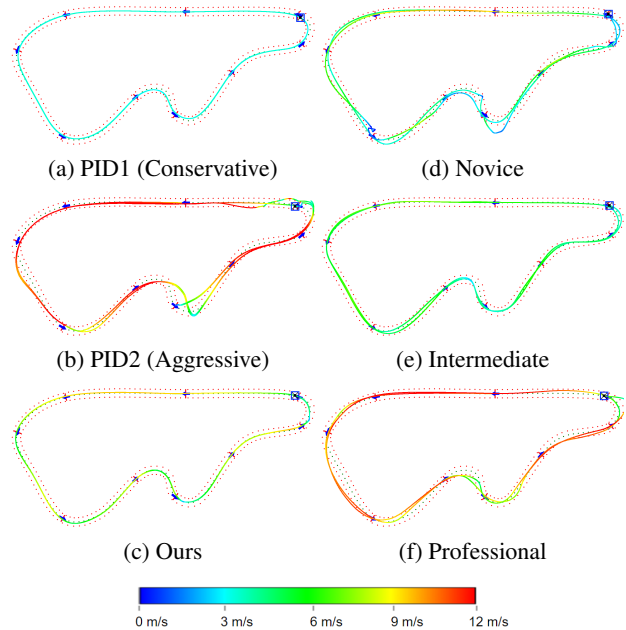 (a) PID1 (Conservative)
(d) Novice
(b) PID2 (Aggressive)
(e) Intermediate
(c) Ours
(f) Professional
0 m/s 3 m/s 6 m/s 9 m/s 12 m/s